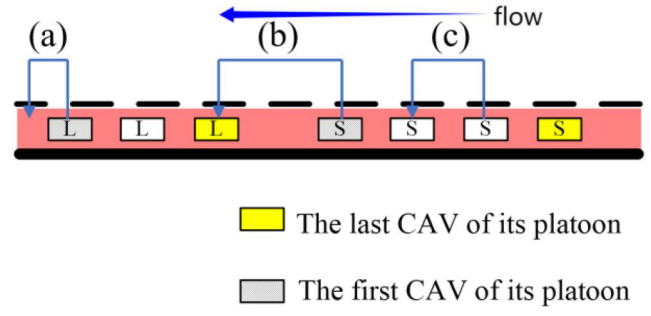 flow
(a) (b) (c)
L L L S S S S
The last CAV of its platoon
The first CAV of its platoon